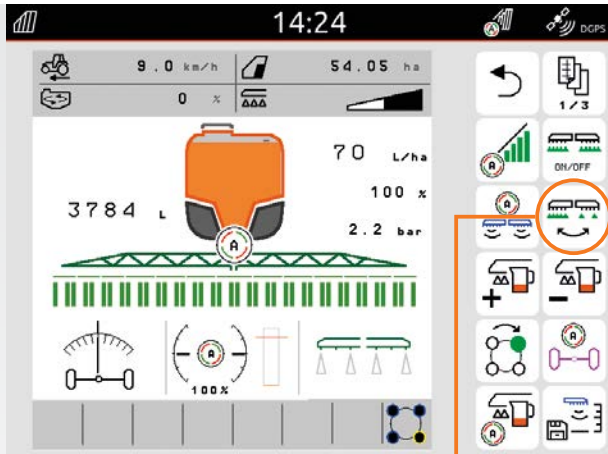 14:24
DGPS
9.0 km/h
54.05 ha
0 %
1/3
70 L/ha
ON/OFF
A
100 %
A
3784 L
2.2 bar
A
+
−
A
100%
A
A